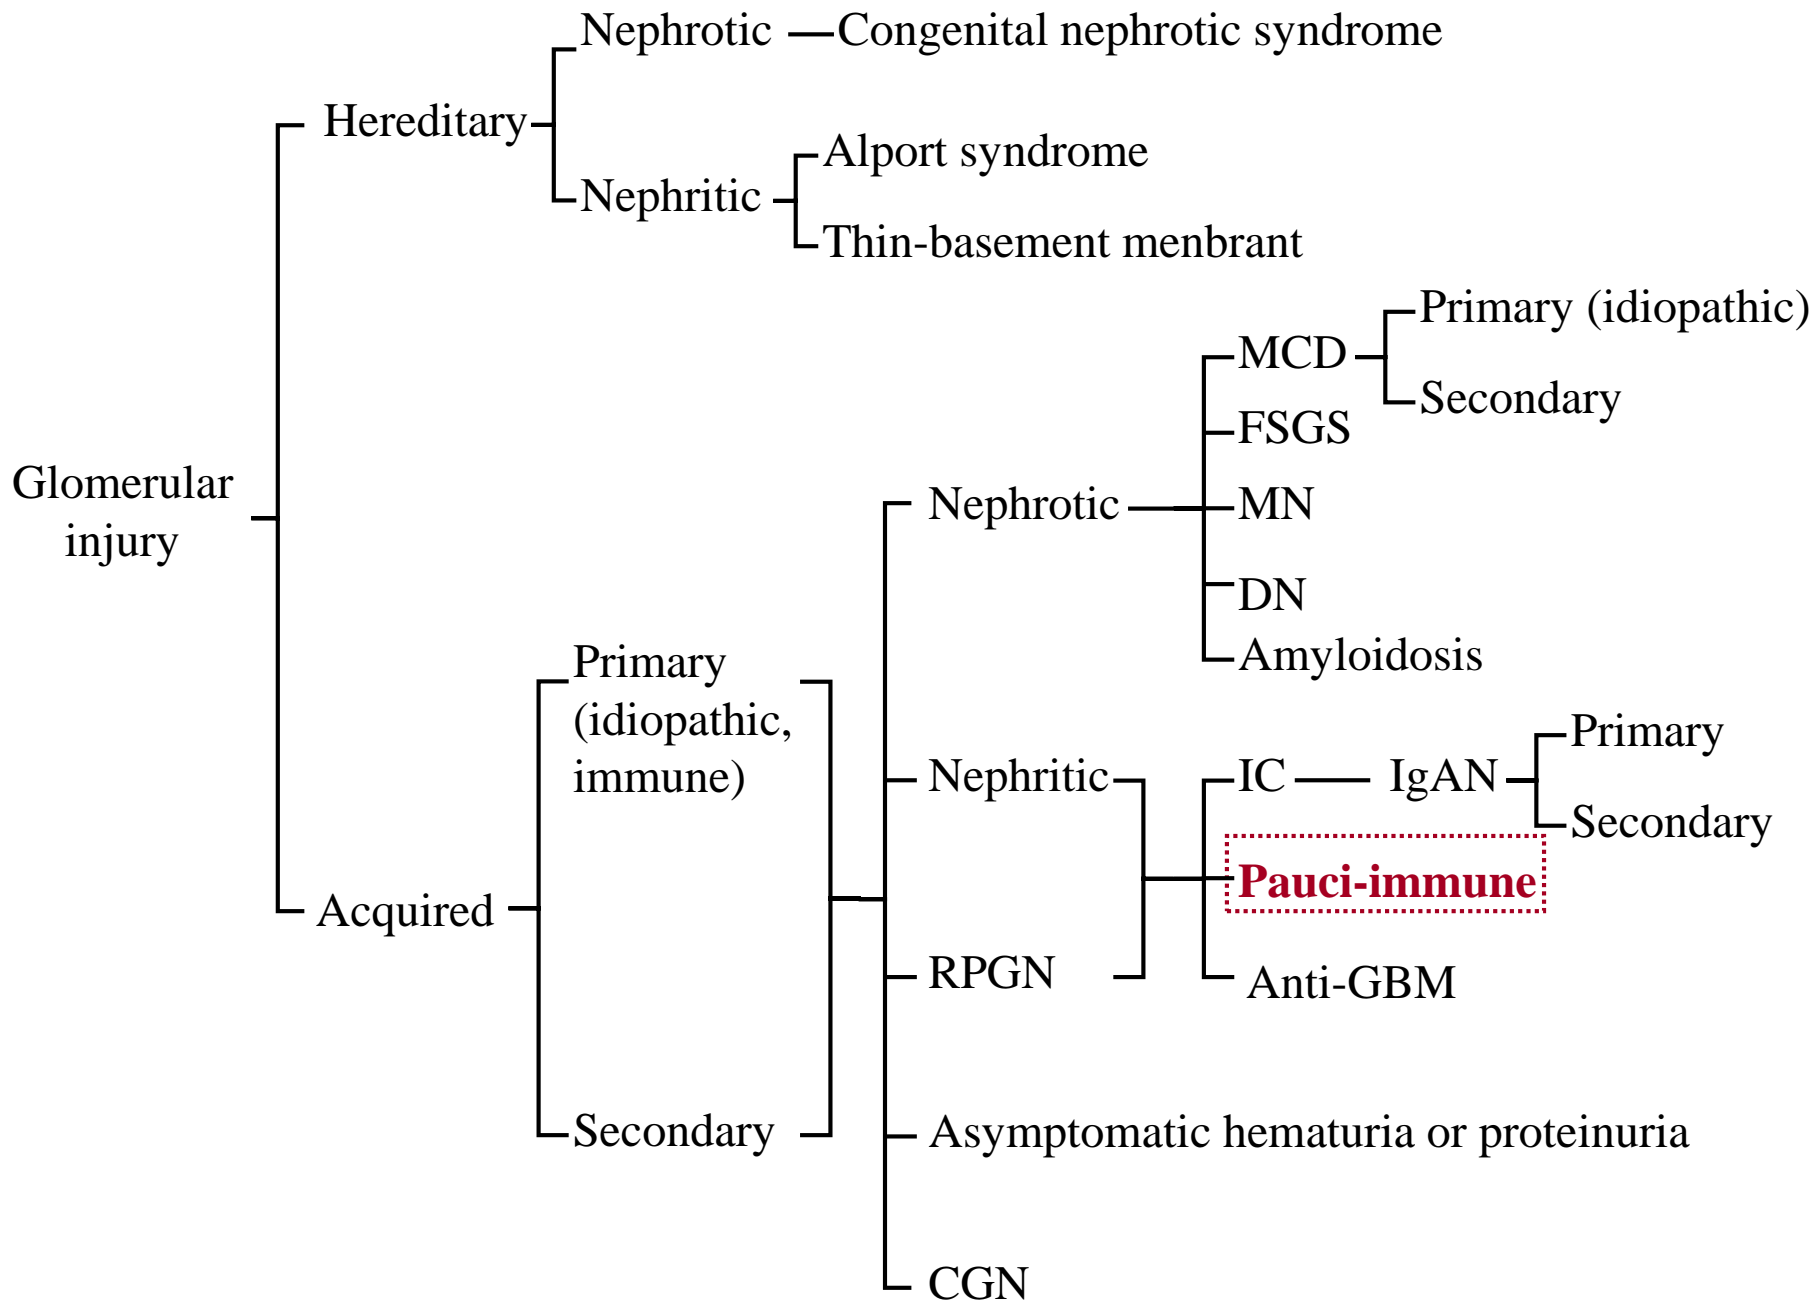 Nephrotic
Congenital nephrotic syndrome
Hereditary
Alport syndrome
Nephritic
Thin-basement menbrant
Primary (idiopathic)
MCD
Secondary
FSGS
Glomerular
injury
Nephrotic
MN
DN
Amyloidosis
Primary
(idiopathic,
immune)
Primary
Nephritic
IC
IgAN
Secondary
Pauci-immune
Acquired
RPGN
Anti-GBM
Secondary
Asymptomatic hematuria or proteinuria
CGN